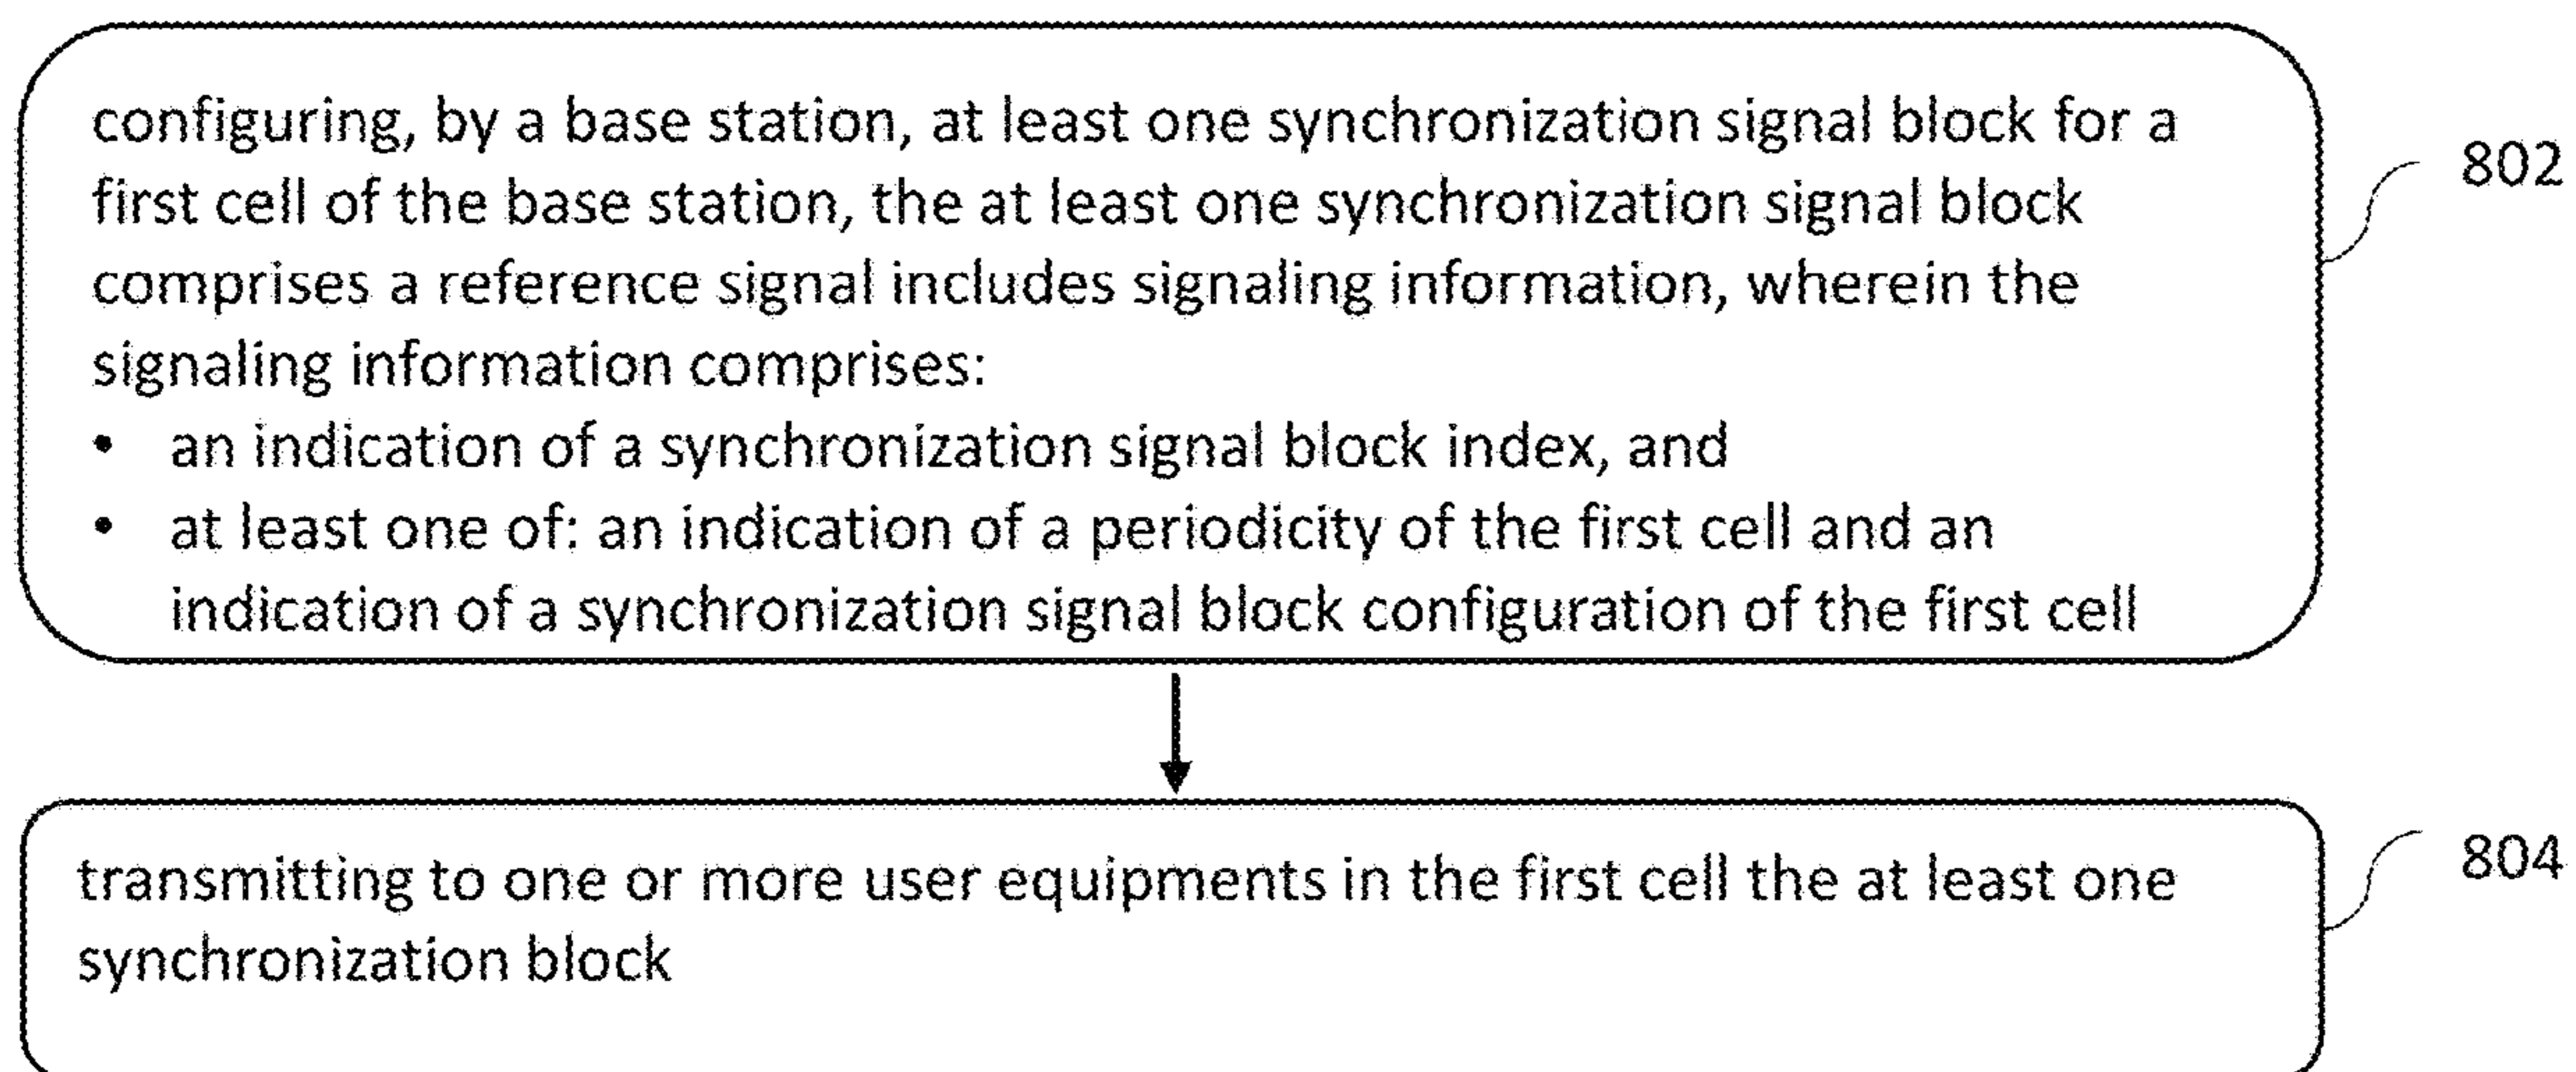 configuring, by a base station, at least one synchronization signal block for a
first cell of the base station, the at least one synchronization signal block
comprises a reference signal includes signaling information, wherein the
signaling information comprises:
• an indication of a synchronization signal block index, and
• at least one of: an indication of a periodicity of the first cell and an
indication of a synchronization signal block configuration of the first cell
802
transmitting to one or more user equipments in the first cell the at least one
synchronization block
804